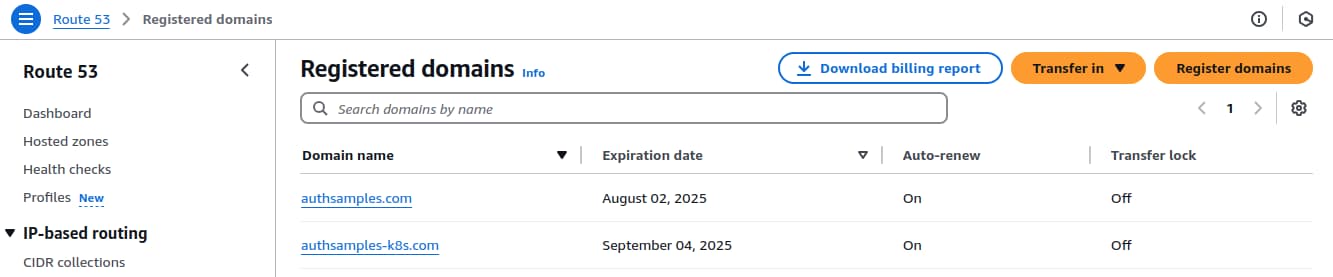 Route 53 Registered domains
Route 53
Dashboard
Hosted zones
Health checks
Profiles New
IP-based routing
CIDR collections
Registered domains Info
Download billing report
Transfer in
Register domains
Search domains by name
1
Domain name Expiration date Auto-renew Transfer lock
authsamples.com August 02, 2025 On Off
authsamples-k8s.com September 04, 2025 On Off